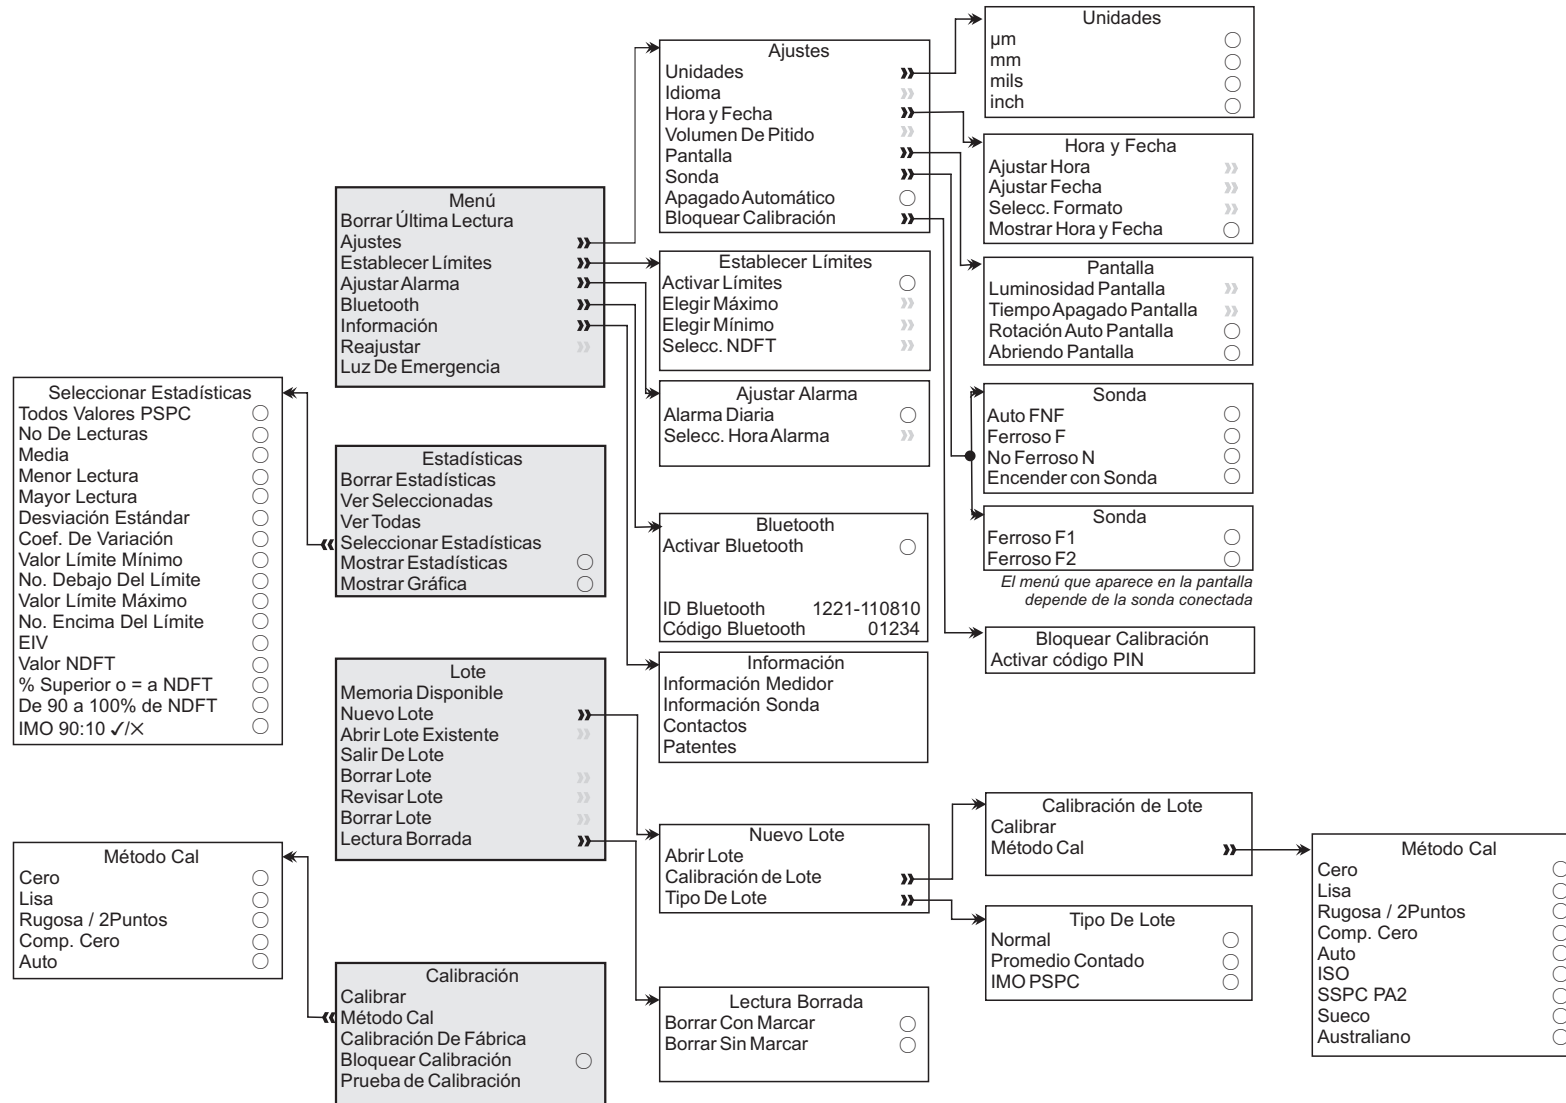 Unidades
µm
mm
mils
inch
Ajustes
Unidades
Idioma
Hora y Fecha
Volumen De Pitido
Pantalla
Sonda
Apagado Automático
Bloquear Calibración
Hora y Fecha
Ajustar Hora
Ajustar Fecha
Selecc. Formato
Mostrar Hora y Fecha
Menú
Borrar Última Lectura
Ajustes
Establecer Límites
Ajustar Alarma
Bluetooth
Información
Reajustar
Luz De Emergencia
Establecer Límites
Activar Límites
Elegir Máximo
Elegir Mínimo
Selecc. NDFT
Pantalla
Luminosidad Pantalla
Tiempo Apagado Pantalla
Rotación Auto Pantalla
Abriendo Pantalla
Ajustar Alarma
Alarma Diaria
Selecc. Hora Alarma
Sonda
Auto FNF
Ferroso F
No Ferroso N
Encender con Sonda
Sonda
Ferroso F1
Ferroso F2
El menú que aparece en la pantalla
depende de la sonda conectada
Seleccionar Estadísticas
Todos Valores PSPC
No De Lecturas
Media
Menor Lectura
Mayor Lectura
Desviación Estándar
Coef. De Variación
Valor Límite Mínimo
No. Debajo Del Límite
Valor Límite Máximo
No. Encima Del Límite
EIV
Valor NDFT
% Superior o = a NDFT
De 90 a 100% de NDFT
IMO 90:10 ✓/✕
Estadísticas
Borrar Estadísticas
Ver Seleccionadas
Ver Todas
Seleccionar Estadísticas
Mostrar Estadísticas
Mostrar Gráfica
Bluetooth
Activar Bluetooth
ID Bluetooth 1221-110810
Código Bluetooth 01234
Bloquear Calibración
Activar código PIN
Información
Información Medidor
Información Sonda
Contactos
Patentes
Lote
Memoria Disponible
Nuevo Lote
Abrir Lote Existente
Salir De Lote
Borrar Lote
Revisar Lote
Borrar Lote
Lectura Borrada
Nuevo Lote
Abrir Lote
Calibración de Lote
Tipo De Lote
Calibración de Lote
Calibrar
Método Cal
Método Cal
Cero
Lisa
Rugosa / 2Puntos
Comp. Cero
Auto
ISO
SSPC PA2
Sueco
Australiano
Tipo De Lote
Normal
Promedio Contado
IMO PSPC
Método Cal
Cero
Lisa
Rugosa / 2Puntos
Comp. Cero
Auto
Calibración
Calibrar
Método Cal
Calibración De Fábrica
Bloquear Calibración
Prueba de Calibración
Lectura Borrada
Borrar Con Marcar
Borrar Sin Marcar